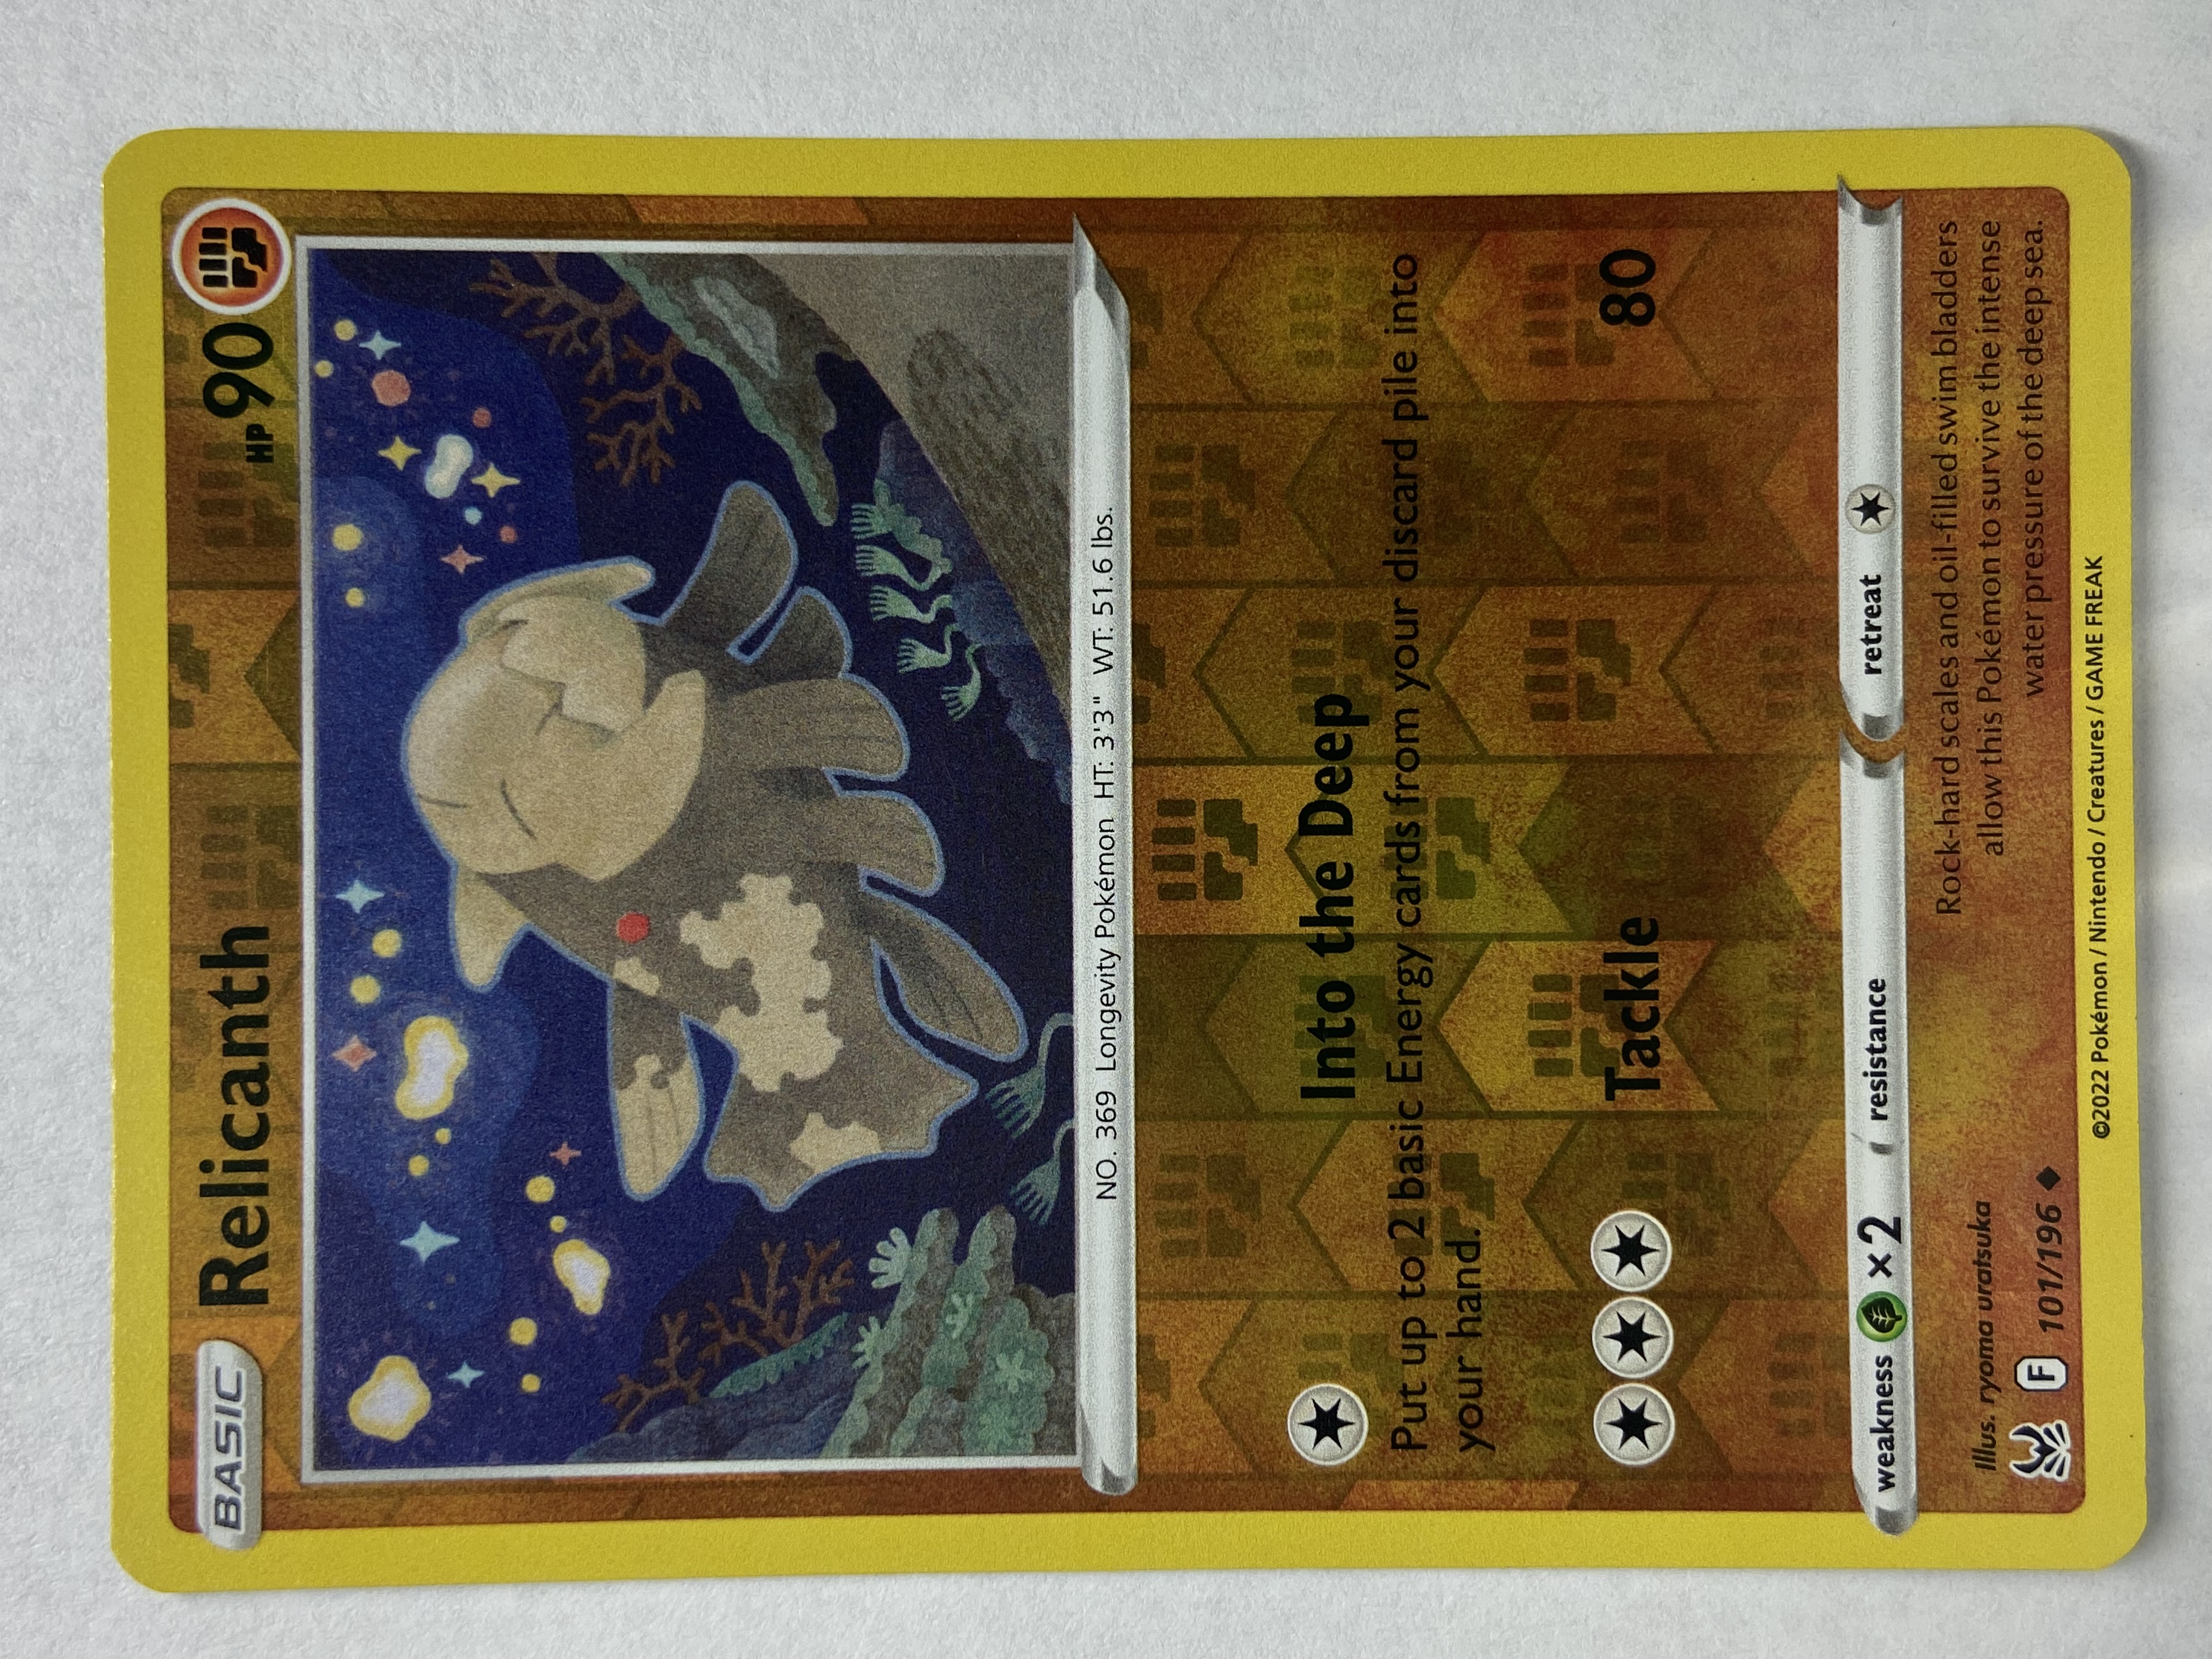 BASIC Relicanth HP 90
NO. 369 Longevity Pokémon HT: 3'3" WT: 51.6 lbs.
Into the Deep
Put up to 2 basic Energy cards from your discard pile into
your hand.
Tackle 80
weakness ×2 resistance retreat
Rock-hard scales and oil-filled swim bladders
allow this Pokémon to survive the intense
water pressure of the deep sea.
Illus. ryoma uratsuka
F 101/196
©2022 Pokémon / Nintendo / Creatures / GAME FREAK